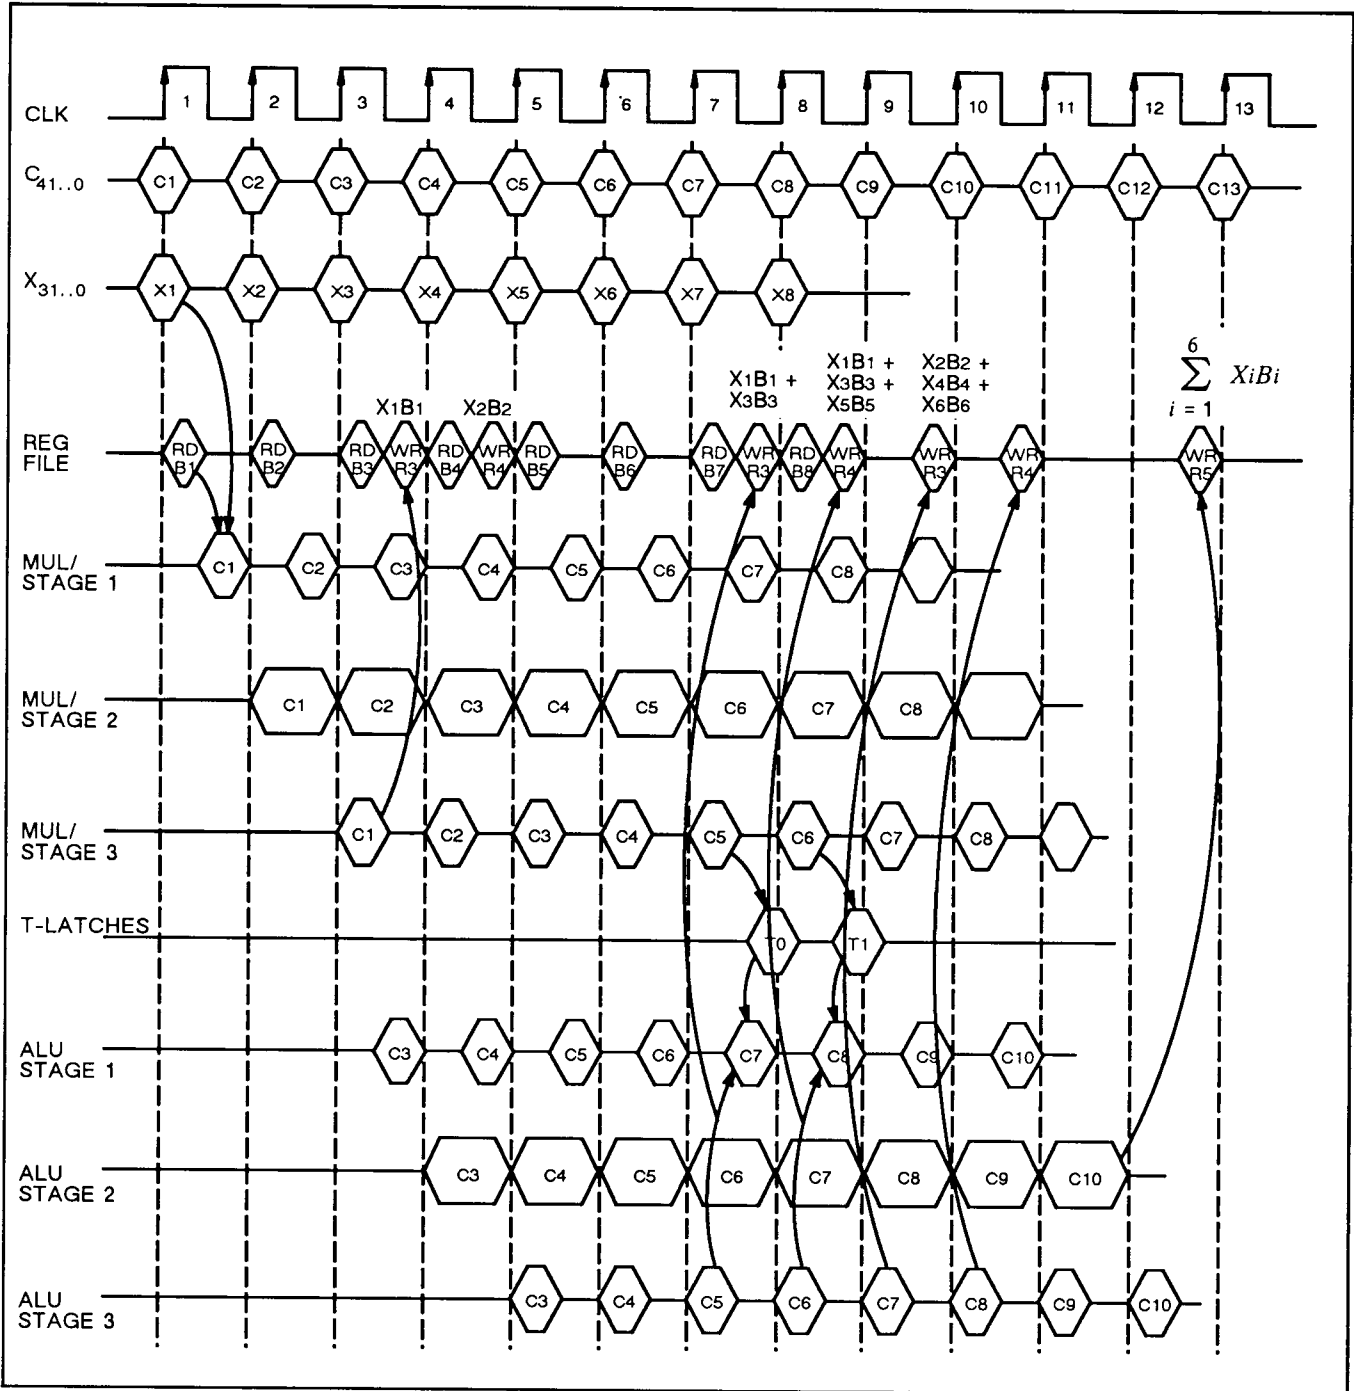 CLK 1 2 3 4 5 6 7 8 9 10 11 12 13
C41..0 C1 C2 C3 C4 C5 C6 C7 C8 C9 C10 C11 C12 C13
X31..0 X1 X2 X3 X4 X5 X6 X7 X8
X1B1
X2B2
X1B1 +
X3B3
X1B1 +
X3B3 +
X5B5
X2B2 +
X4B4 +
X6B6
6
∑ XiBi
i = 1
REG
FILE
RD
B1
RD
B2
RD
B3
WR
R3
RD
B4
WR
R4
RD
B5
RD
B6
RD
B7
WR
R3
RD
B8
WR
R4
WR
R3
WR
R4
WR
R5
MUL/
STAGE 1
C1 C2 C3 C4 C5 C6 C7 C8
MUL/
STAGE 2
C1 C2 C3 C4 C5 C6 C7 C8
MUL/
STAGE 3
C1 C2 C3 C4 C5 C6 C7 C8
T-LATCHES
T0 T1
ALU
STAGE 1
C3 C4 C5 C6 C7 C8 C9 C10
ALU
STAGE 2
C3 C4 C5 C6 C7 C8 C9 C10
ALU
STAGE 3
C3 C4 C5 C6 C7 C8 C9 C10